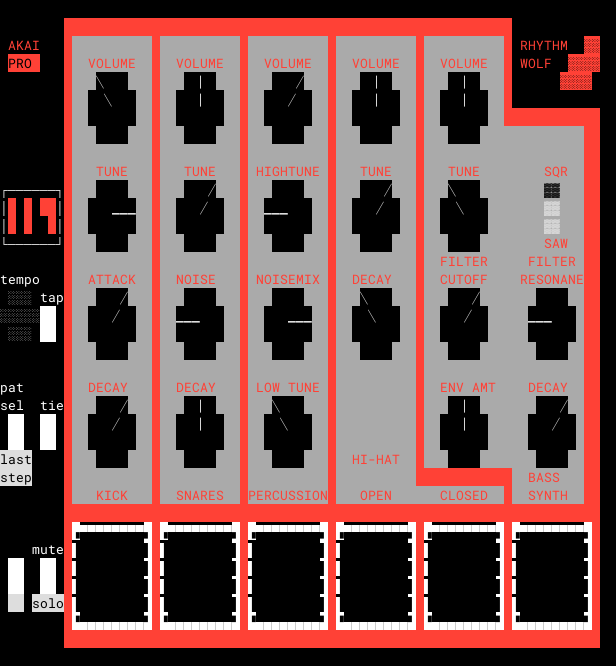 AKAI RHYTHM
PRO VOLUME VOLUME VOLUME VOLUME VOLUME WOLF
TUNE TUNE HIGHTUNE TUNE TUNE SQR
SAW
FILTER FILTER
tempo ATTACK NOISE NOISEMIX DECAY CUTOFF RESONANE
tap
pat DECAY DECAY LOW TUNE ENV AMT DECAY
sel tie
last HI-HAT
step BASS
KICK SNARES PERCUSSION OPEN CLOSED SYNTH
mute
solo